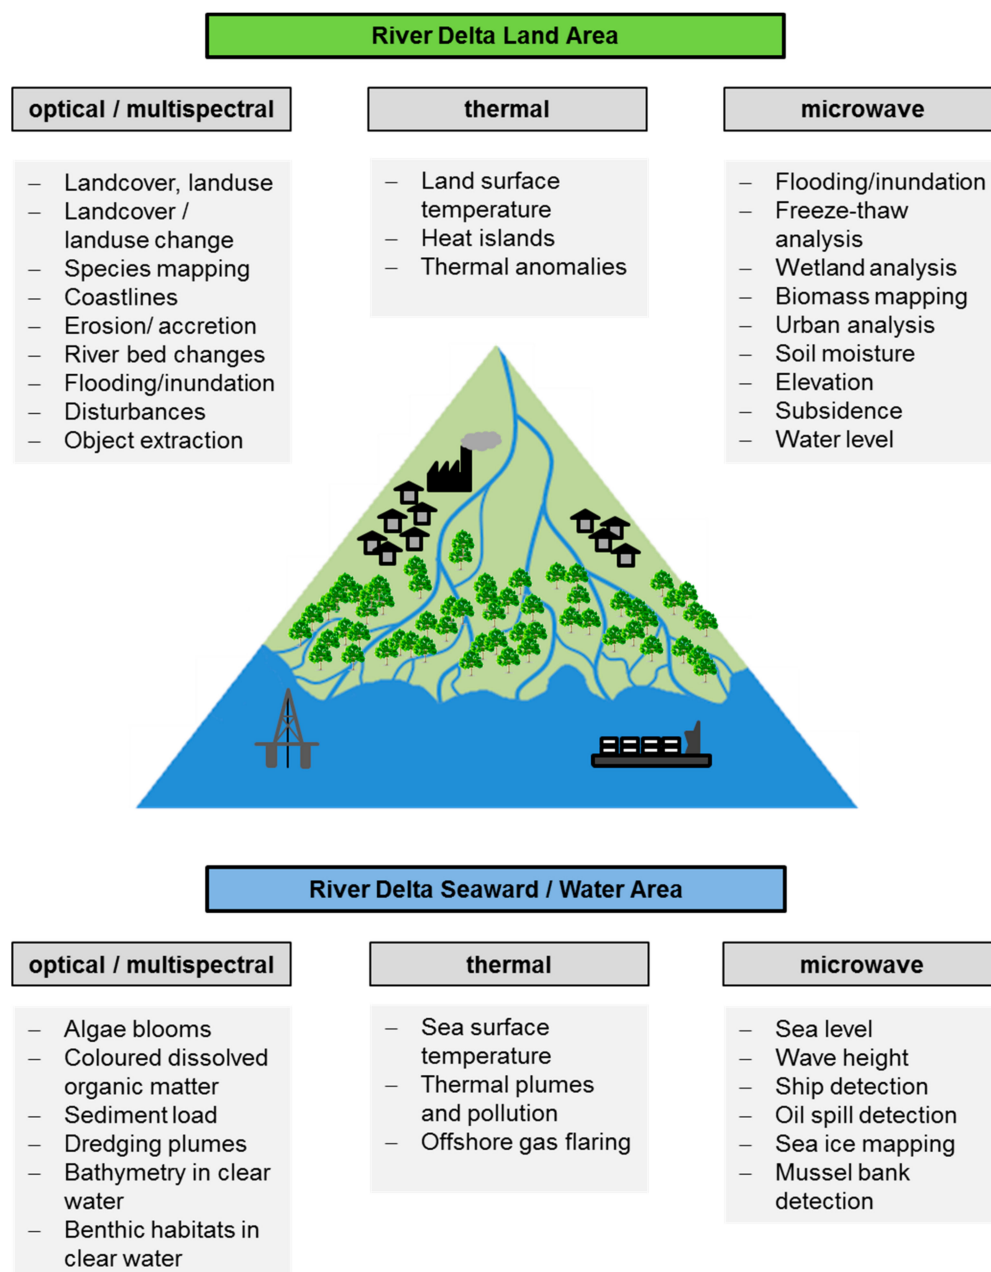 River Delta Land Area
optical / multispectral
– Landcover, landuse
– Landcover /
landuse change
– Species mapping
– Coastlines
– Erosion/ accretion
– River bed changes
– Flooding/inundation
– Disturbances
– Object extraction
thermal
– Land surface
temperature
– Heat islands
– Thermal anomalies
microwave
– Flooding/inundation
– Freeze-thaw
analysis
– Wetland analysis
– Biomass mapping
– Urban analysis
– Soil moisture
– Elevation
– Subsidence
– Water level
River Delta Seaward / Water Area
optical / multispectral
– Algae blooms
– Coloured dissolved
organic matter
– Sediment load
– Dredging plumes
– Bathymetry in clear
water
– Benthic habitats in
clear water
thermal
– Sea surface
temperature
– Thermal plumes
and pollution
– Offshore gas flaring
microwave
– Sea level
– Wave height
– Ship detection
– Oil spill detection
– Sea ice mapping
– Mussel bank
detection